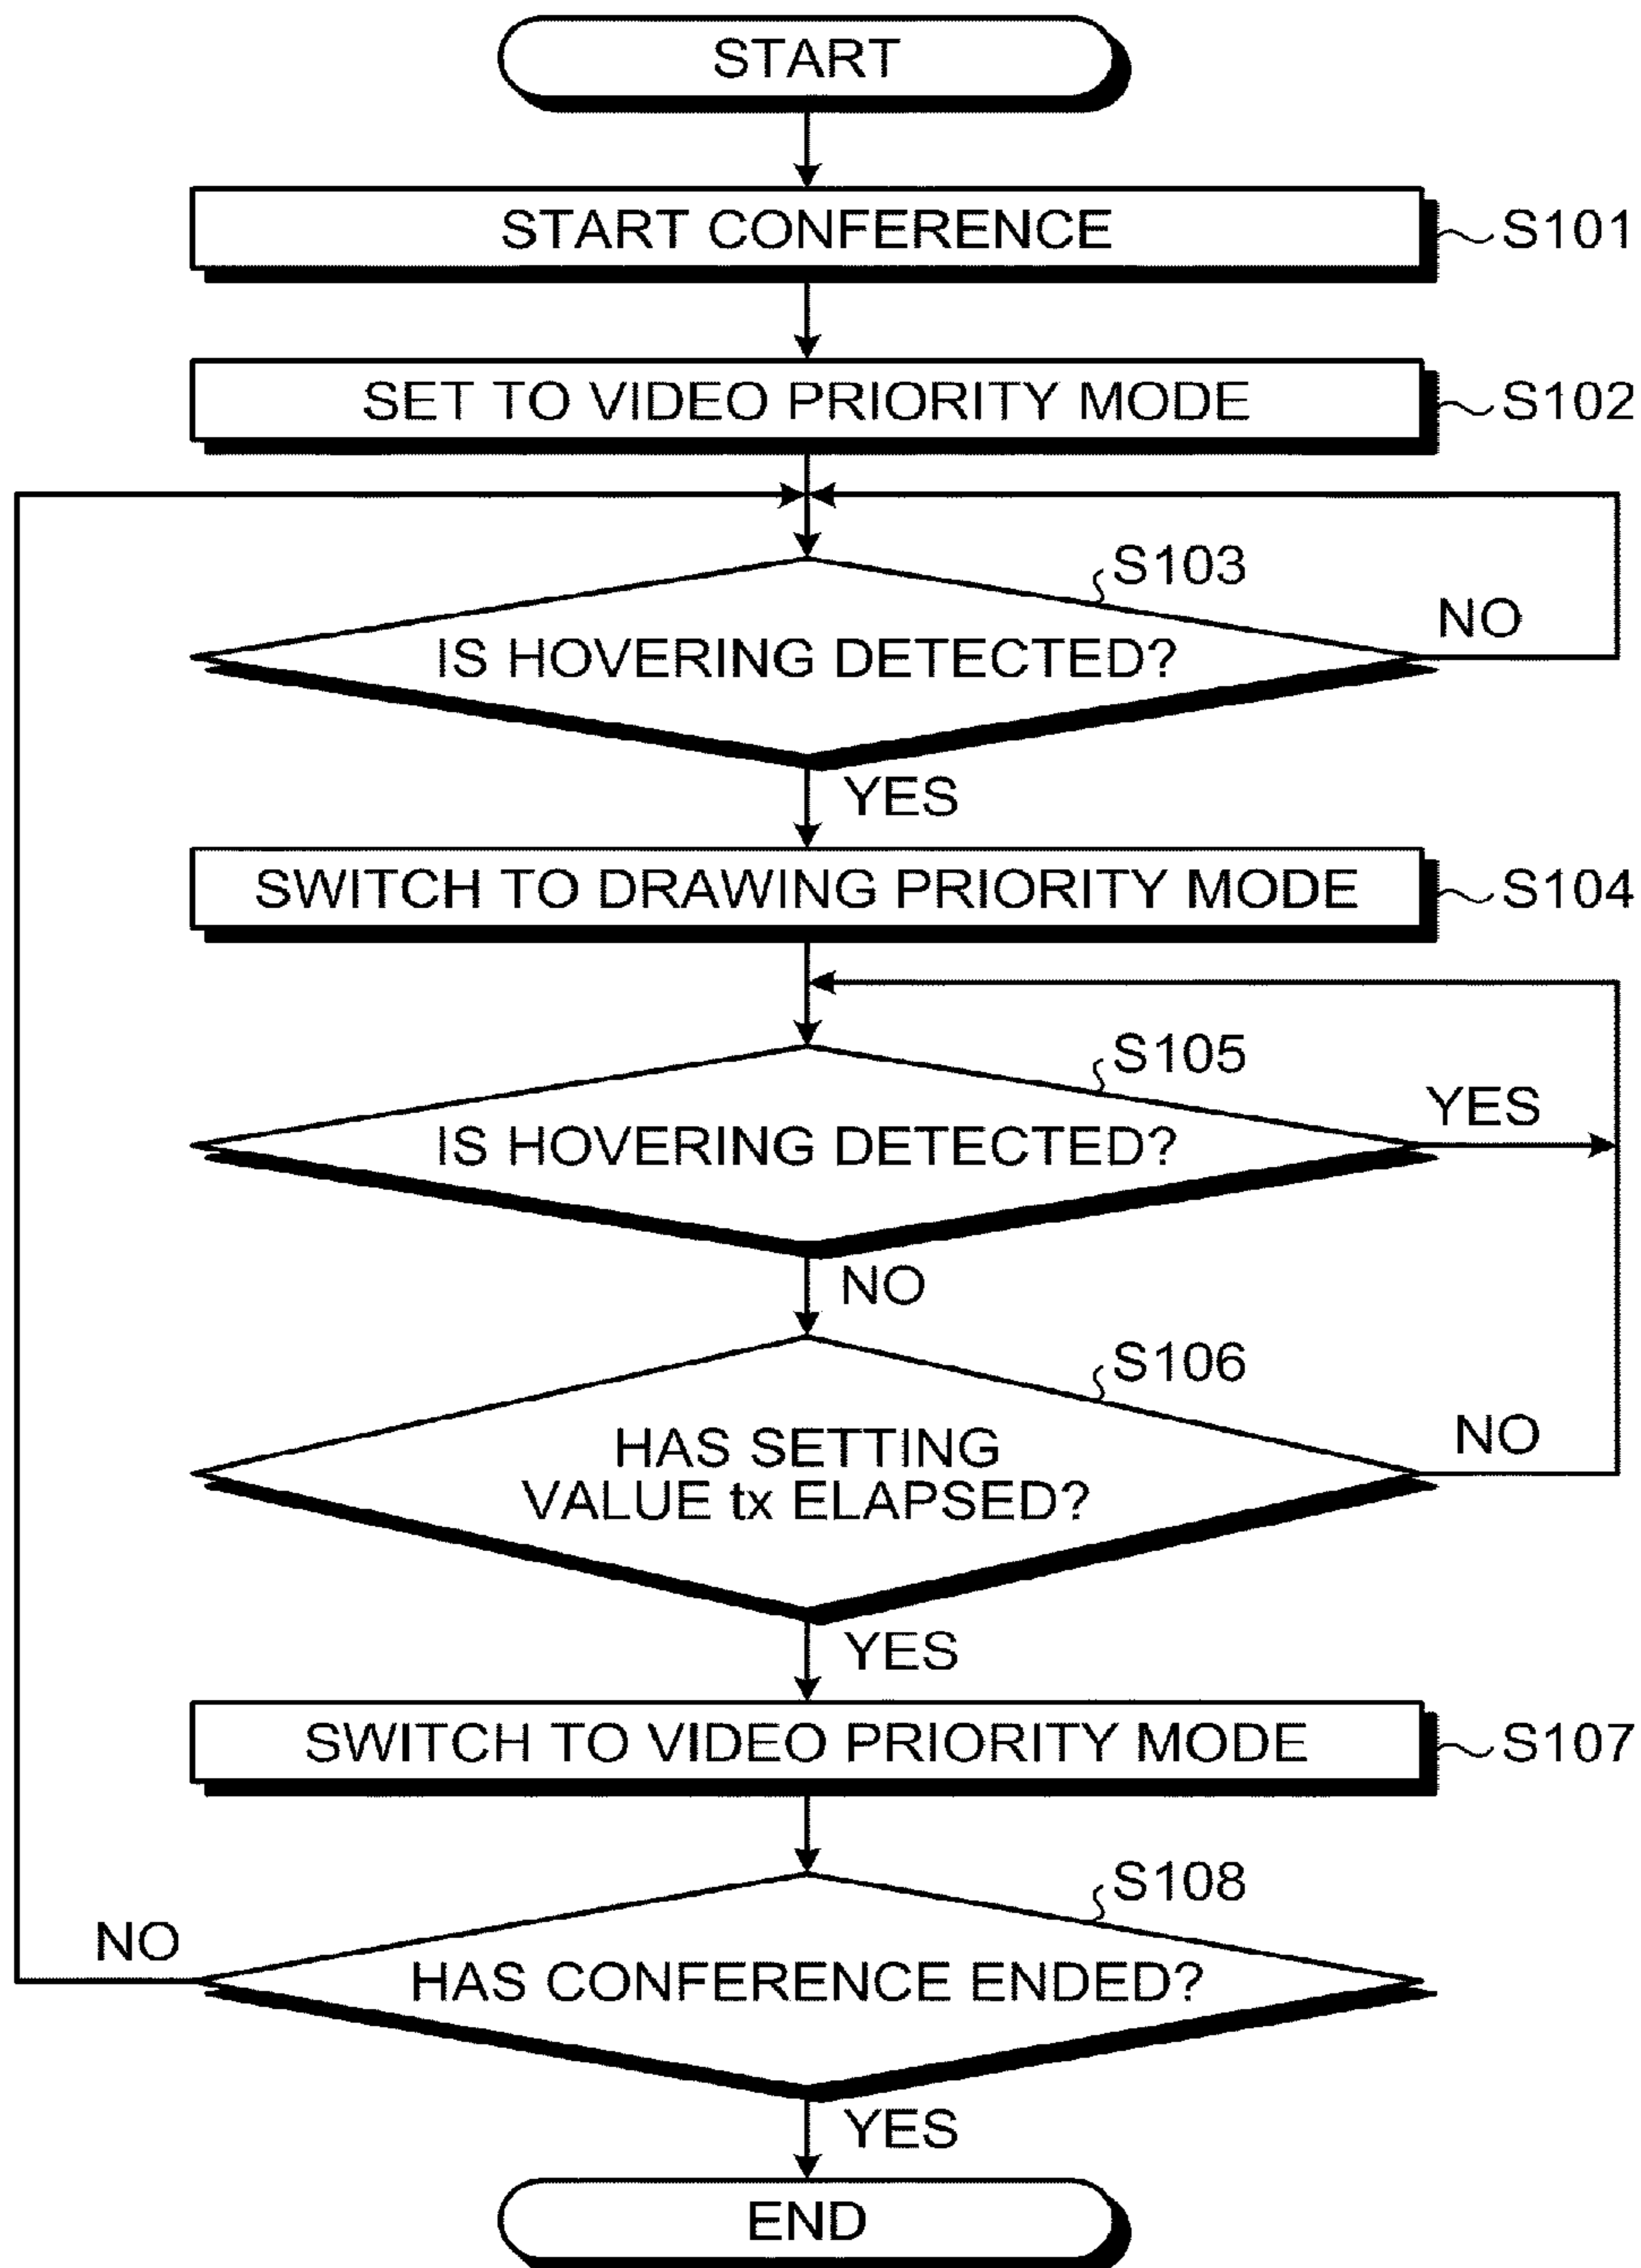 START
START CONFERENCE
S101
SET TO VIDEO PRIORITY MODE
S102
S103
NO
IS HOVERING DETECTED?
YES
SWITCH TO DRAWING PRIORITY MODE
S104
S105
YES
IS HOVERING DETECTED?
NO
S106
NO
HAS SETTING
VALUE tx ELAPSED?
YES
SWITCH TO VIDEO PRIORITY MODE
S107
S108
NO
HAS CONFERENCE ENDED?
YES
END